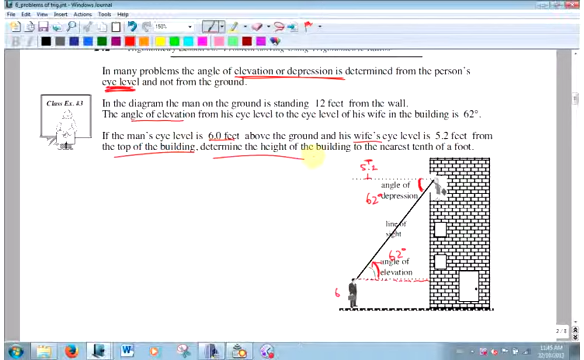 6_problems of trig.jnt - Windows Journal
File Edit View Insert Actions Tools Help
150%
In many problems the angle of elevation or depression is determined from the person's
eye level and not from the ground.
Class Ex. #3
In the diagram the man on the ground is standing 12 feet from the wall.
The angle of elevation from his eye level to the eye level of his wife in the building is 62°.
If the man's eye level is 6.0 feet above the ground and his wife's eye level is 5.2 feet from
the top of the building, determine the height of the building to the nearest tenth of a foot.
5.2
angle of
depression
62°
line of
sight
62°
angle of
elevation
6